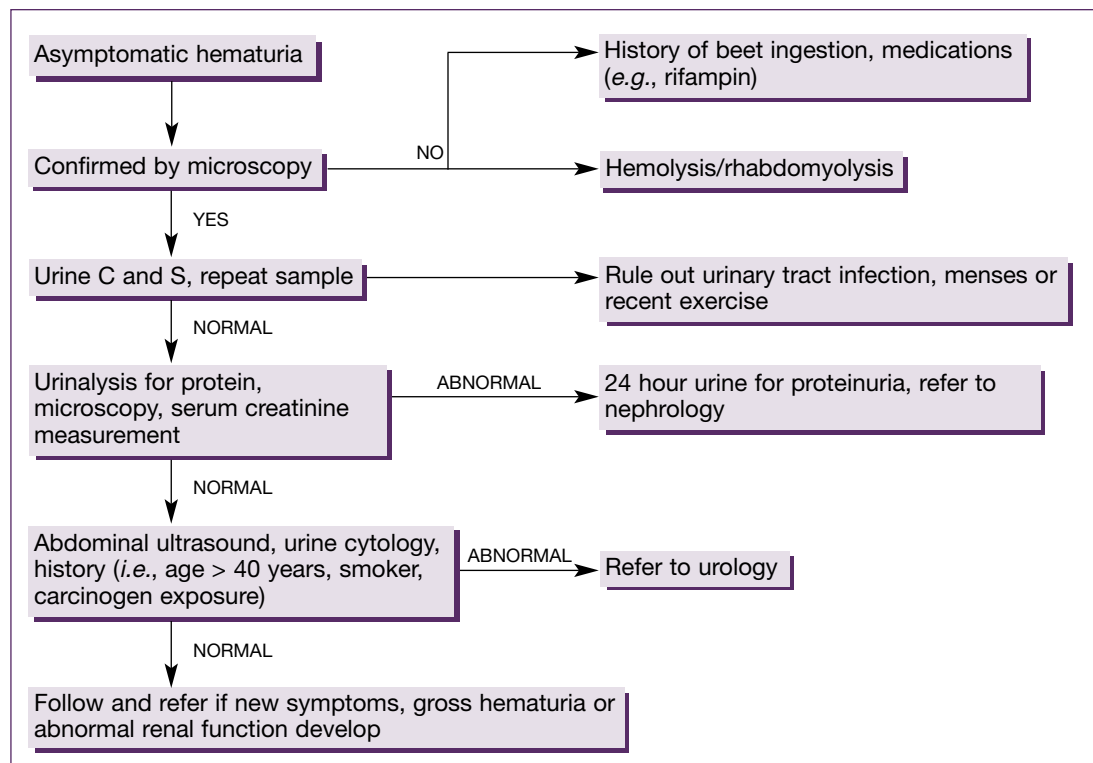 Asymptomatic hematuria
History of beet ingestion, medications
(e.g., rifampin)
NO
Confirmed by microscopy
Hemolysis/rhabdomyolysis
YES
Urine C and S, repeat sample
Rule out urinary tract infection, menses or
recent exercise
NORMAL
Urinalysis for protein,
microscopy, serum creatinine
measurement
ABNORMAL
24 hour urine for proteinuria, refer to
nephrology
NORMAL
Abdominal ultrasound, urine cytology,
history (i.e., age > 40 years, smoker,
carcinogen exposure)
ABNORMAL
Refer to urology
NORMAL
Follow and refer if new symptoms, gross hematuria or
abnormal renal function develop